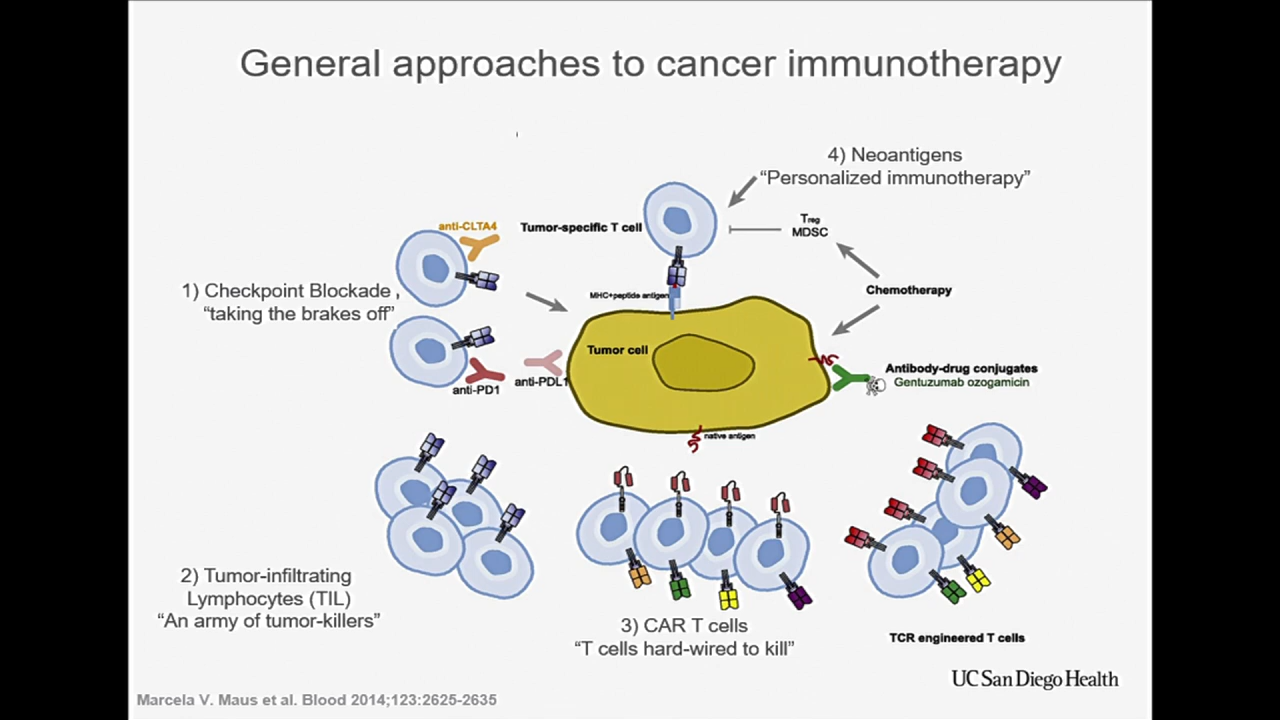 General approaches to cancer immunotherapy
4) Neoantigens
“Personalized immunotherapy”
anti-CLTA4
Tumor-specific T cell
Treg
MDSC
1) Checkpoint Blockade,
“taking the brakes off”
MHC+peptide antigen
Chemotherapy
Tumor cell
anti-PD1
anti-PDL1
Antibody-drug conjugates
Gentuzumab ozogamicin
native antigen
2) Tumor-infiltrating
Lymphocytes (TIL)
“An army of tumor-killers”
3) CAR T cells
“T cells hard-wired to kill”
TCR engineered T cells
UC San Diego Health
Marcela V. Maus et al. Blood 2014;123:2625-2635